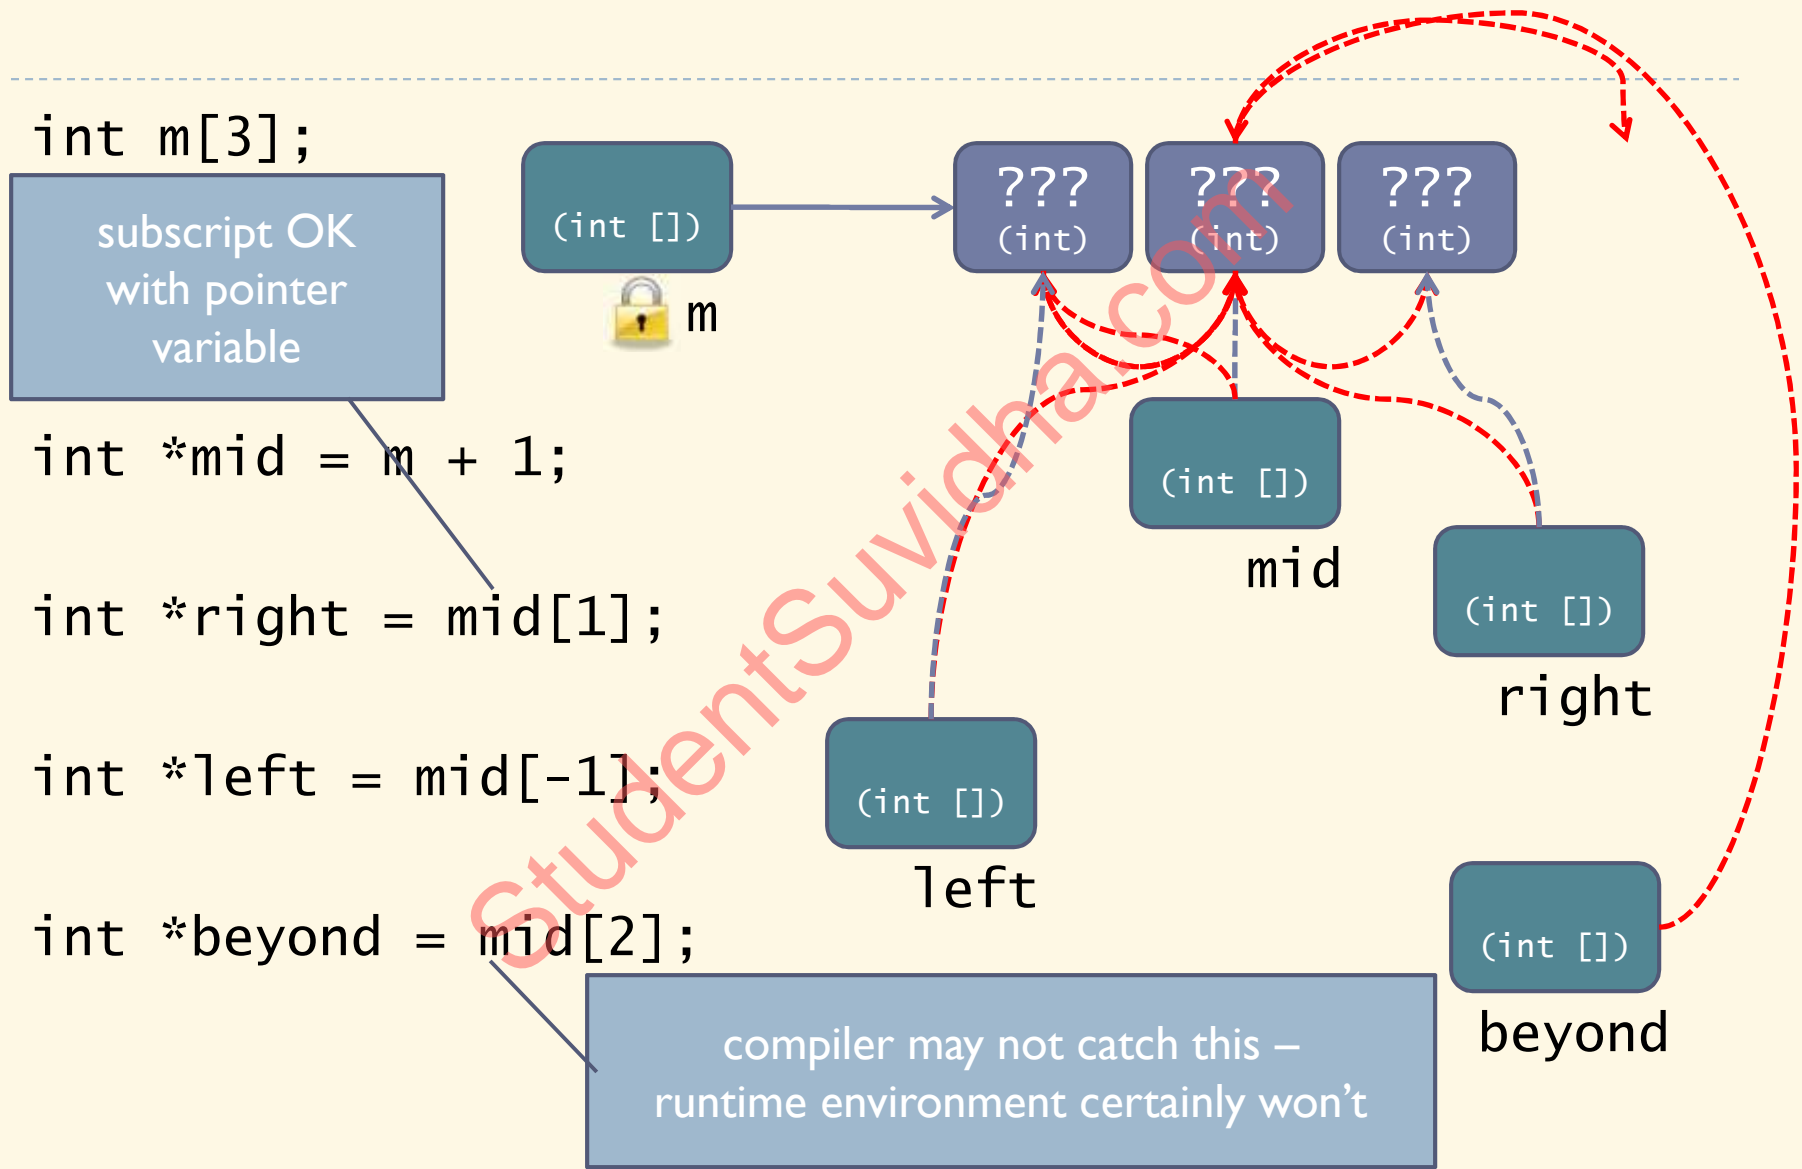 int m[3];
subscript OK
with pointer
variable
int *mid = m + 1;
int *right = mid[1];
int *left = mid[-1];
int *beyond = mid[2];
compiler may not catch this –
runtime environment certainly won't
(int [])
m
???
(int)
???
(int)
???
(int)
(int [])
mid
(int [])
right
(int [])
left
(int [])
beyond
StudentSuvidha.com